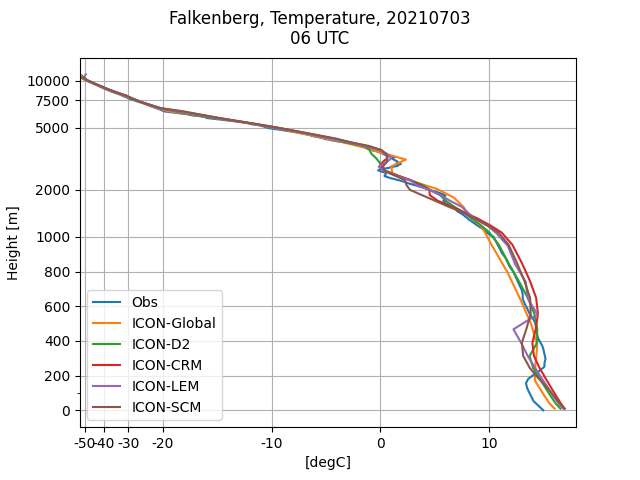 Falkenberg, Temperature, 20210703
06 UTC
10000
7500
5000
2000
1000
800
600
400
200
0
Height [m]
Obs
ICON-Global
ICON-D2
ICON-CRM
ICON-LEM
ICON-SCM
-50 -40 -30 -20 -10 0 10
[degC]